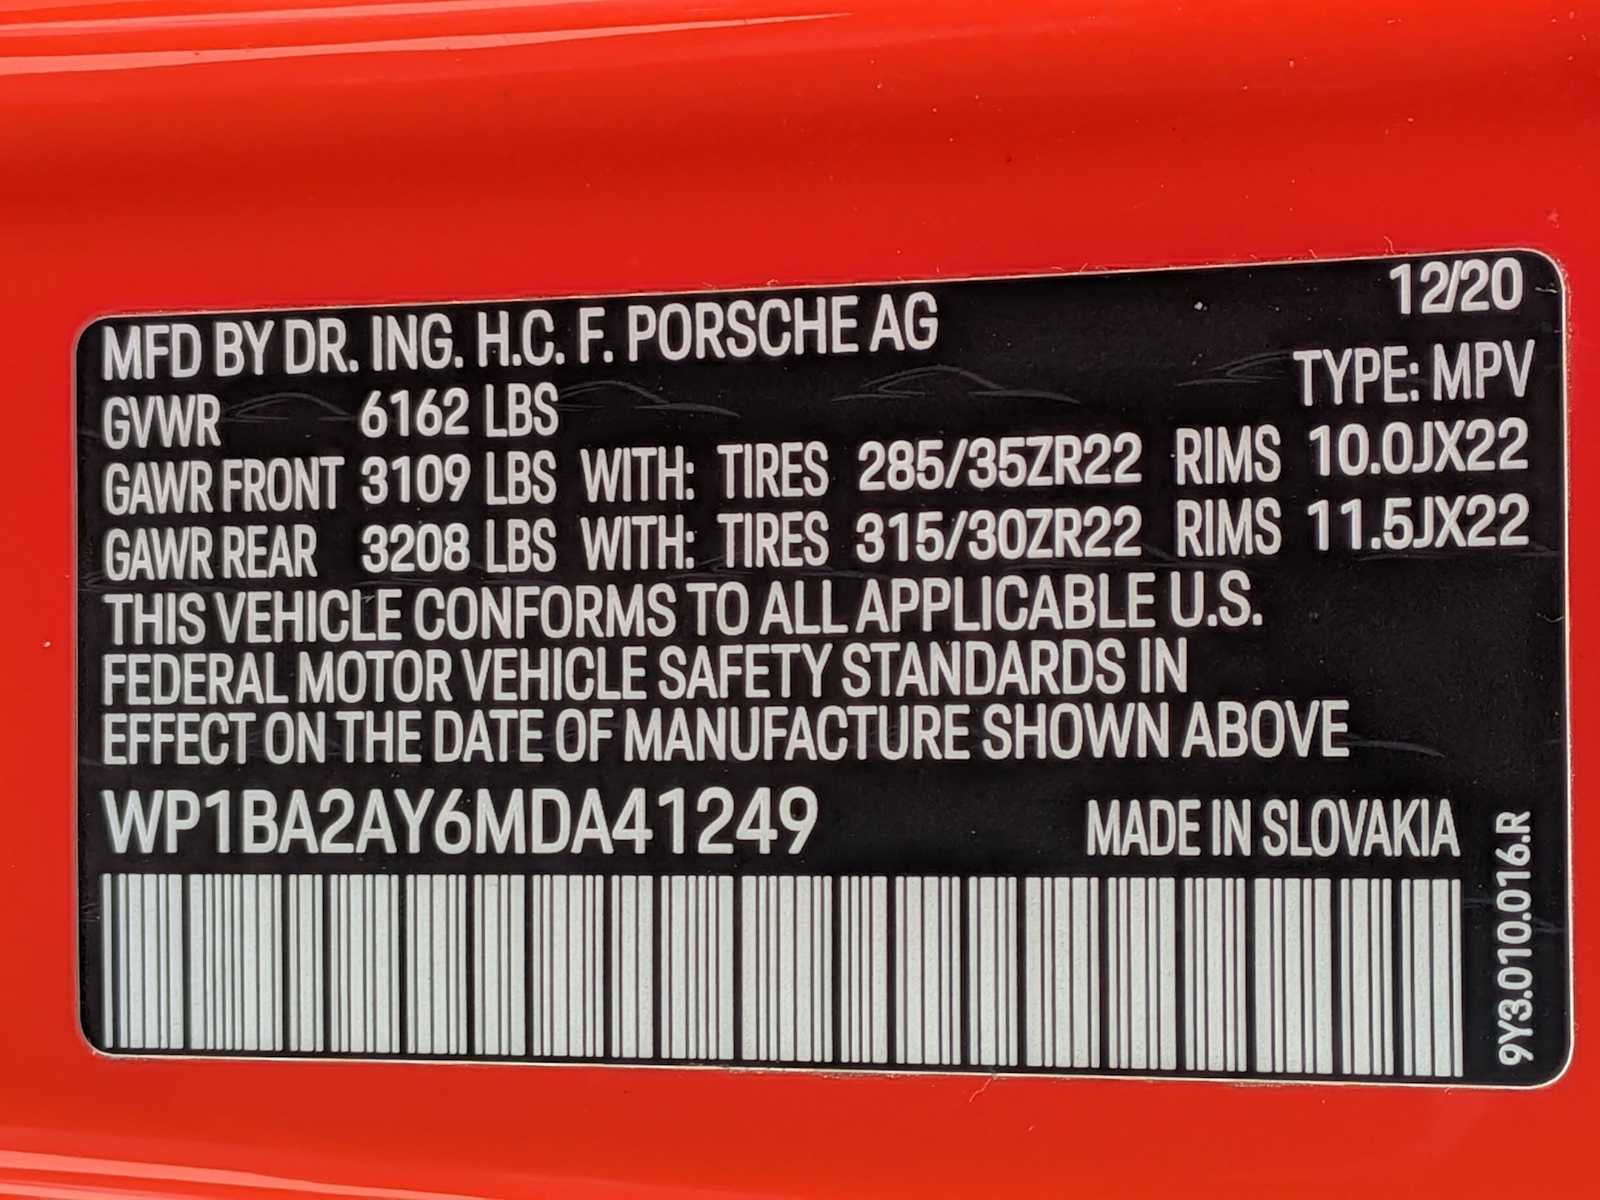 12/20
MFD BY DR. ING. H.C. F. PORSCHE AG
TYPE: MPV
GVWR 6162 LBS
GAWR FRONT 3109 LBS WITH: TIRES 285/35ZR22 RIMS 10.0JX22
GAWR REAR 3208 LBS WITH: TIRES 315/30ZR22 RIMS 11.5JX22
THIS VEHICLE CONFORMS TO ALL APPLICABLE U.S.
FEDERAL MOTOR VEHICLE SAFETY STANDARDS IN
EFFECT ON THE DATE OF MANUFACTURE SHOWN ABOVE
WP1BA2AY6MDA41249 MADE IN SLOVAKIA
9Y3.010.016.R